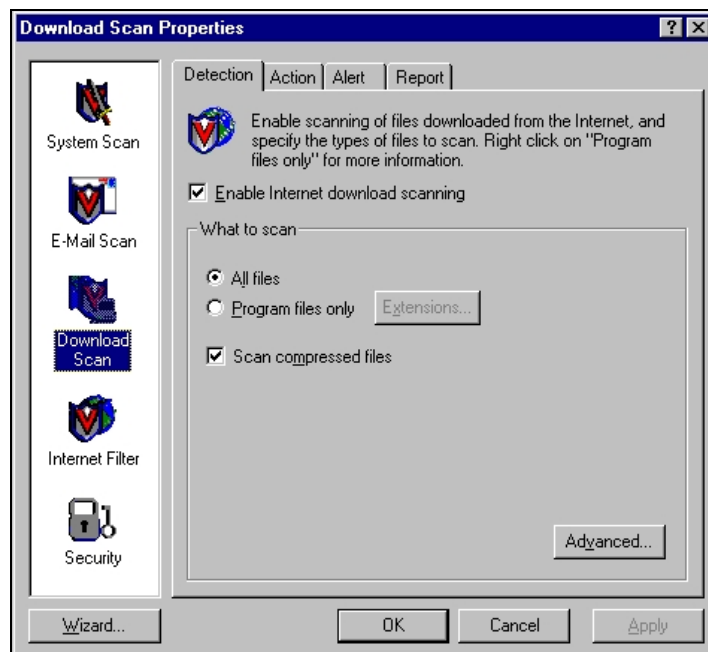 Download Scan Properties
System Scan
E-Mail Scan
Download
Scan
Internet Filter
Security
Detection
Action
Alert
Report
Enable scanning of files downloaded from the Internet, and
specify the types of files to scan. Right click on "Program
files only" for more information.
Enable Internet download scanning
What to scan
All files
Program files only
Extensions...
Scan compressed files
Advanced...
Wizard...
OK
Cancel
Apply